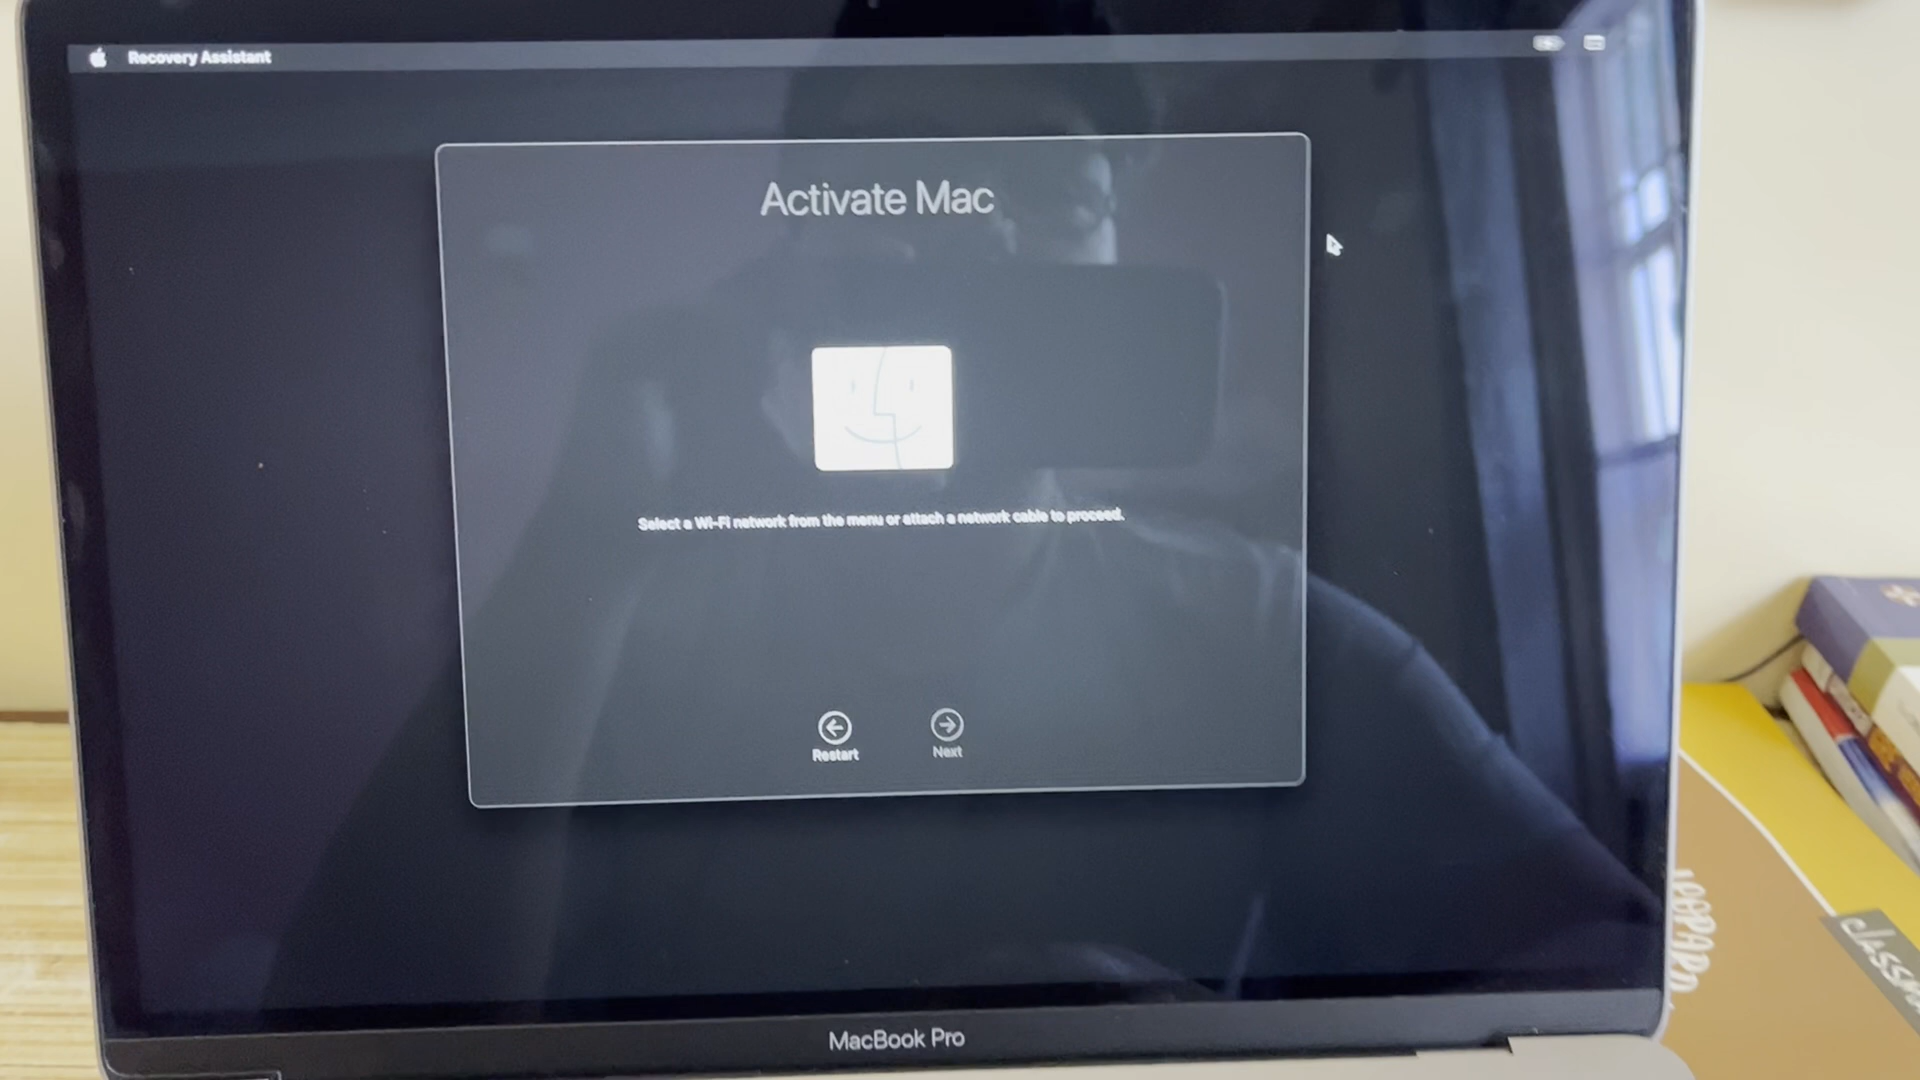 Recovery Assistant
Activate Mac
Select a Wi-Fi network from the menu or attach a network cable to proceed.
Restart
Next
MacBook Pro
LEOPARD